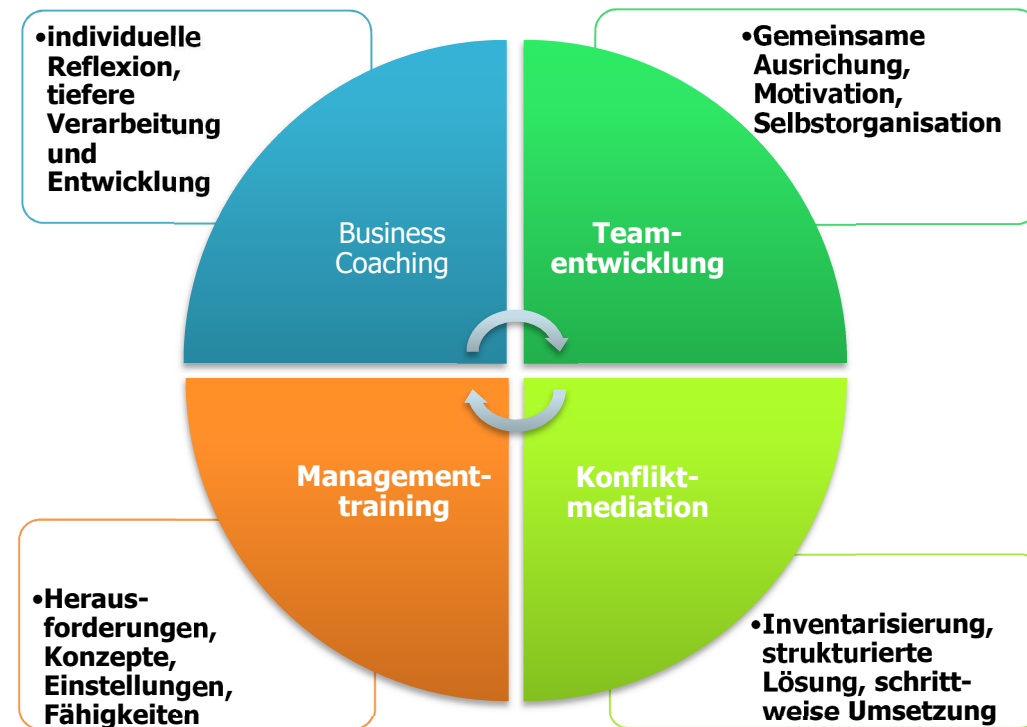 •individuelle
Reflexion,
tiefere
Verarbeitung
und
Entwicklung
•Gemeinsame
Ausrichung,
Motivation,
Selbstorganisation
Business
Coaching
Team-
entwicklung
Management-
training
Konflikt-
mediation
•Heraus-
forderungen,
Konzepte,
Einstellungen,
Fähigkeiten
•Inventarisierung,
strukturierte
Lösung, schritt-
weise Umsetzung